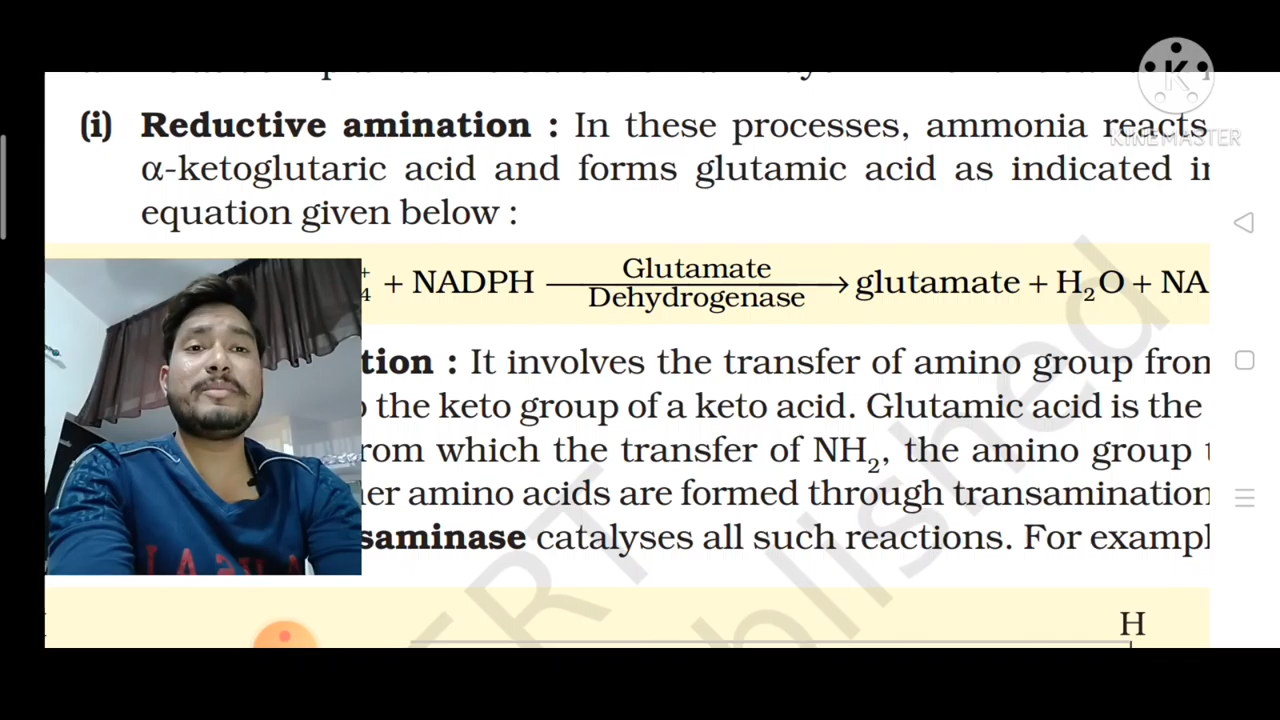 K
KINEMASTER
(i) Reductive amination : In these processes, ammonia reacts
α-ketoglutaric acid and forms glutamic acid as indicated in
equation given below :
+ NADPH Glutamate Dehydrogenase → glutamate + H₂O + NA
tion : It involves the transfer of amino group from
the keto group of a keto acid. Glutamic acid is the
rom which the transfer of NH₂, the amino group t
er amino acids are formed through transamination
saminase catalyses all such reactions. For exampl
H